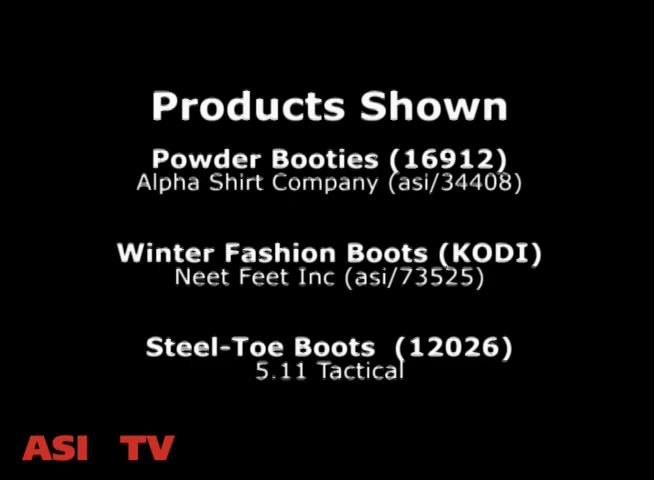 Products Shown
Powder Booties (16912)
Alpha Shirt Company (asi/34408)
Winter Fashion Boots (KODI)
Neet Feet Inc (asi/73525)
Steel-Toe Boots (12026)
5.11 Tactical
ASI TV